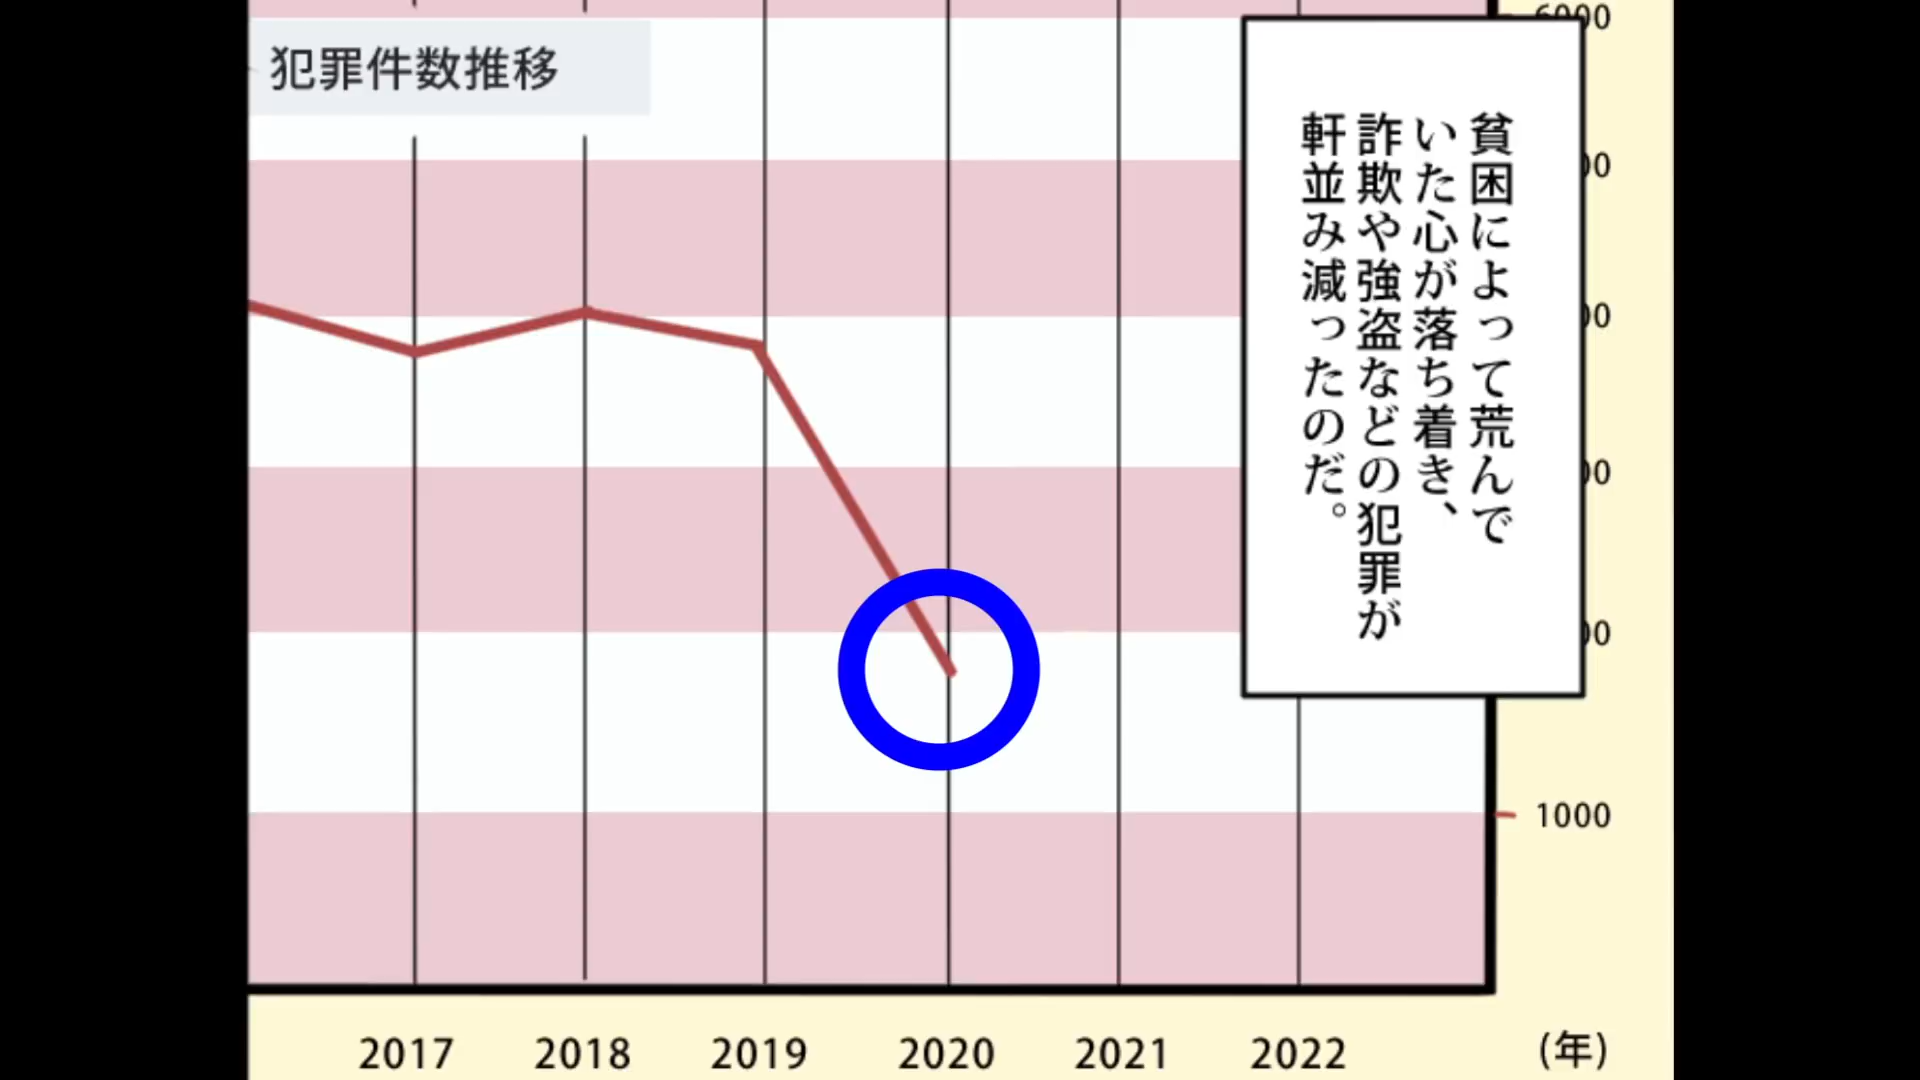 犯罪件数推移
貧困によって荒んで
いた心が落ち着き、
詐欺や強盗などの犯罪が
軒並み減ったのだ。
1000
2017 2018 2019 2020 2021 2022 (年)